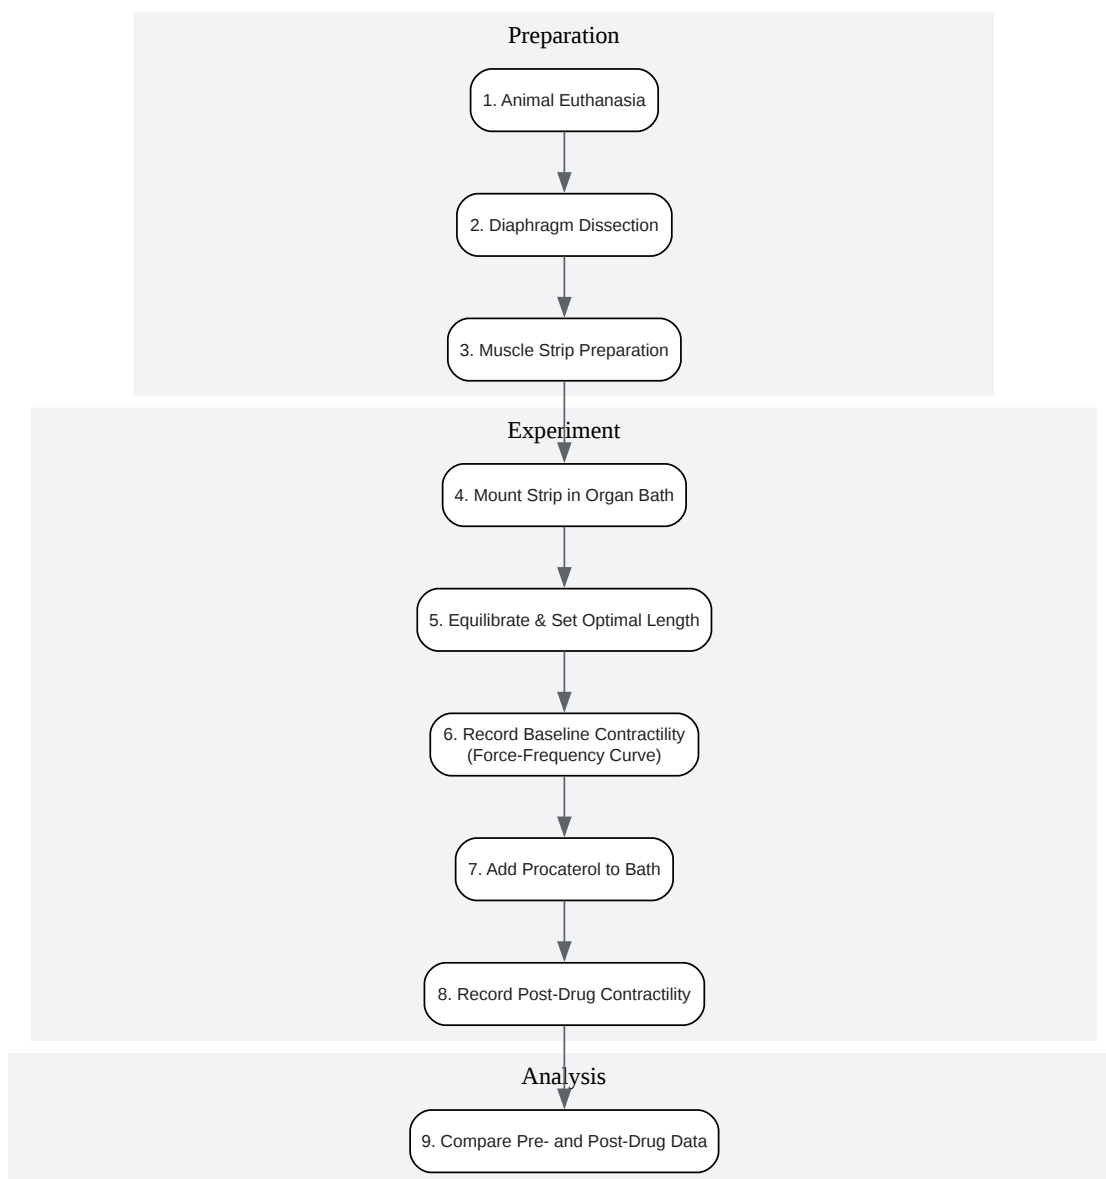 Preparation
1. Animal Euthanasia
2. Diaphragm Dissection
3. Muscle Strip Preparation
Experiment
4. Mount Strip in Organ Bath
5. Equilibrate & Set Optimal Length
6. Record Baseline Contractility
(Force-Frequency Curve)
7. Add Procaterol to Bath
8. Record Post-Drug Contractility
Analysis
9. Compare Pre- and Post-Drug Data